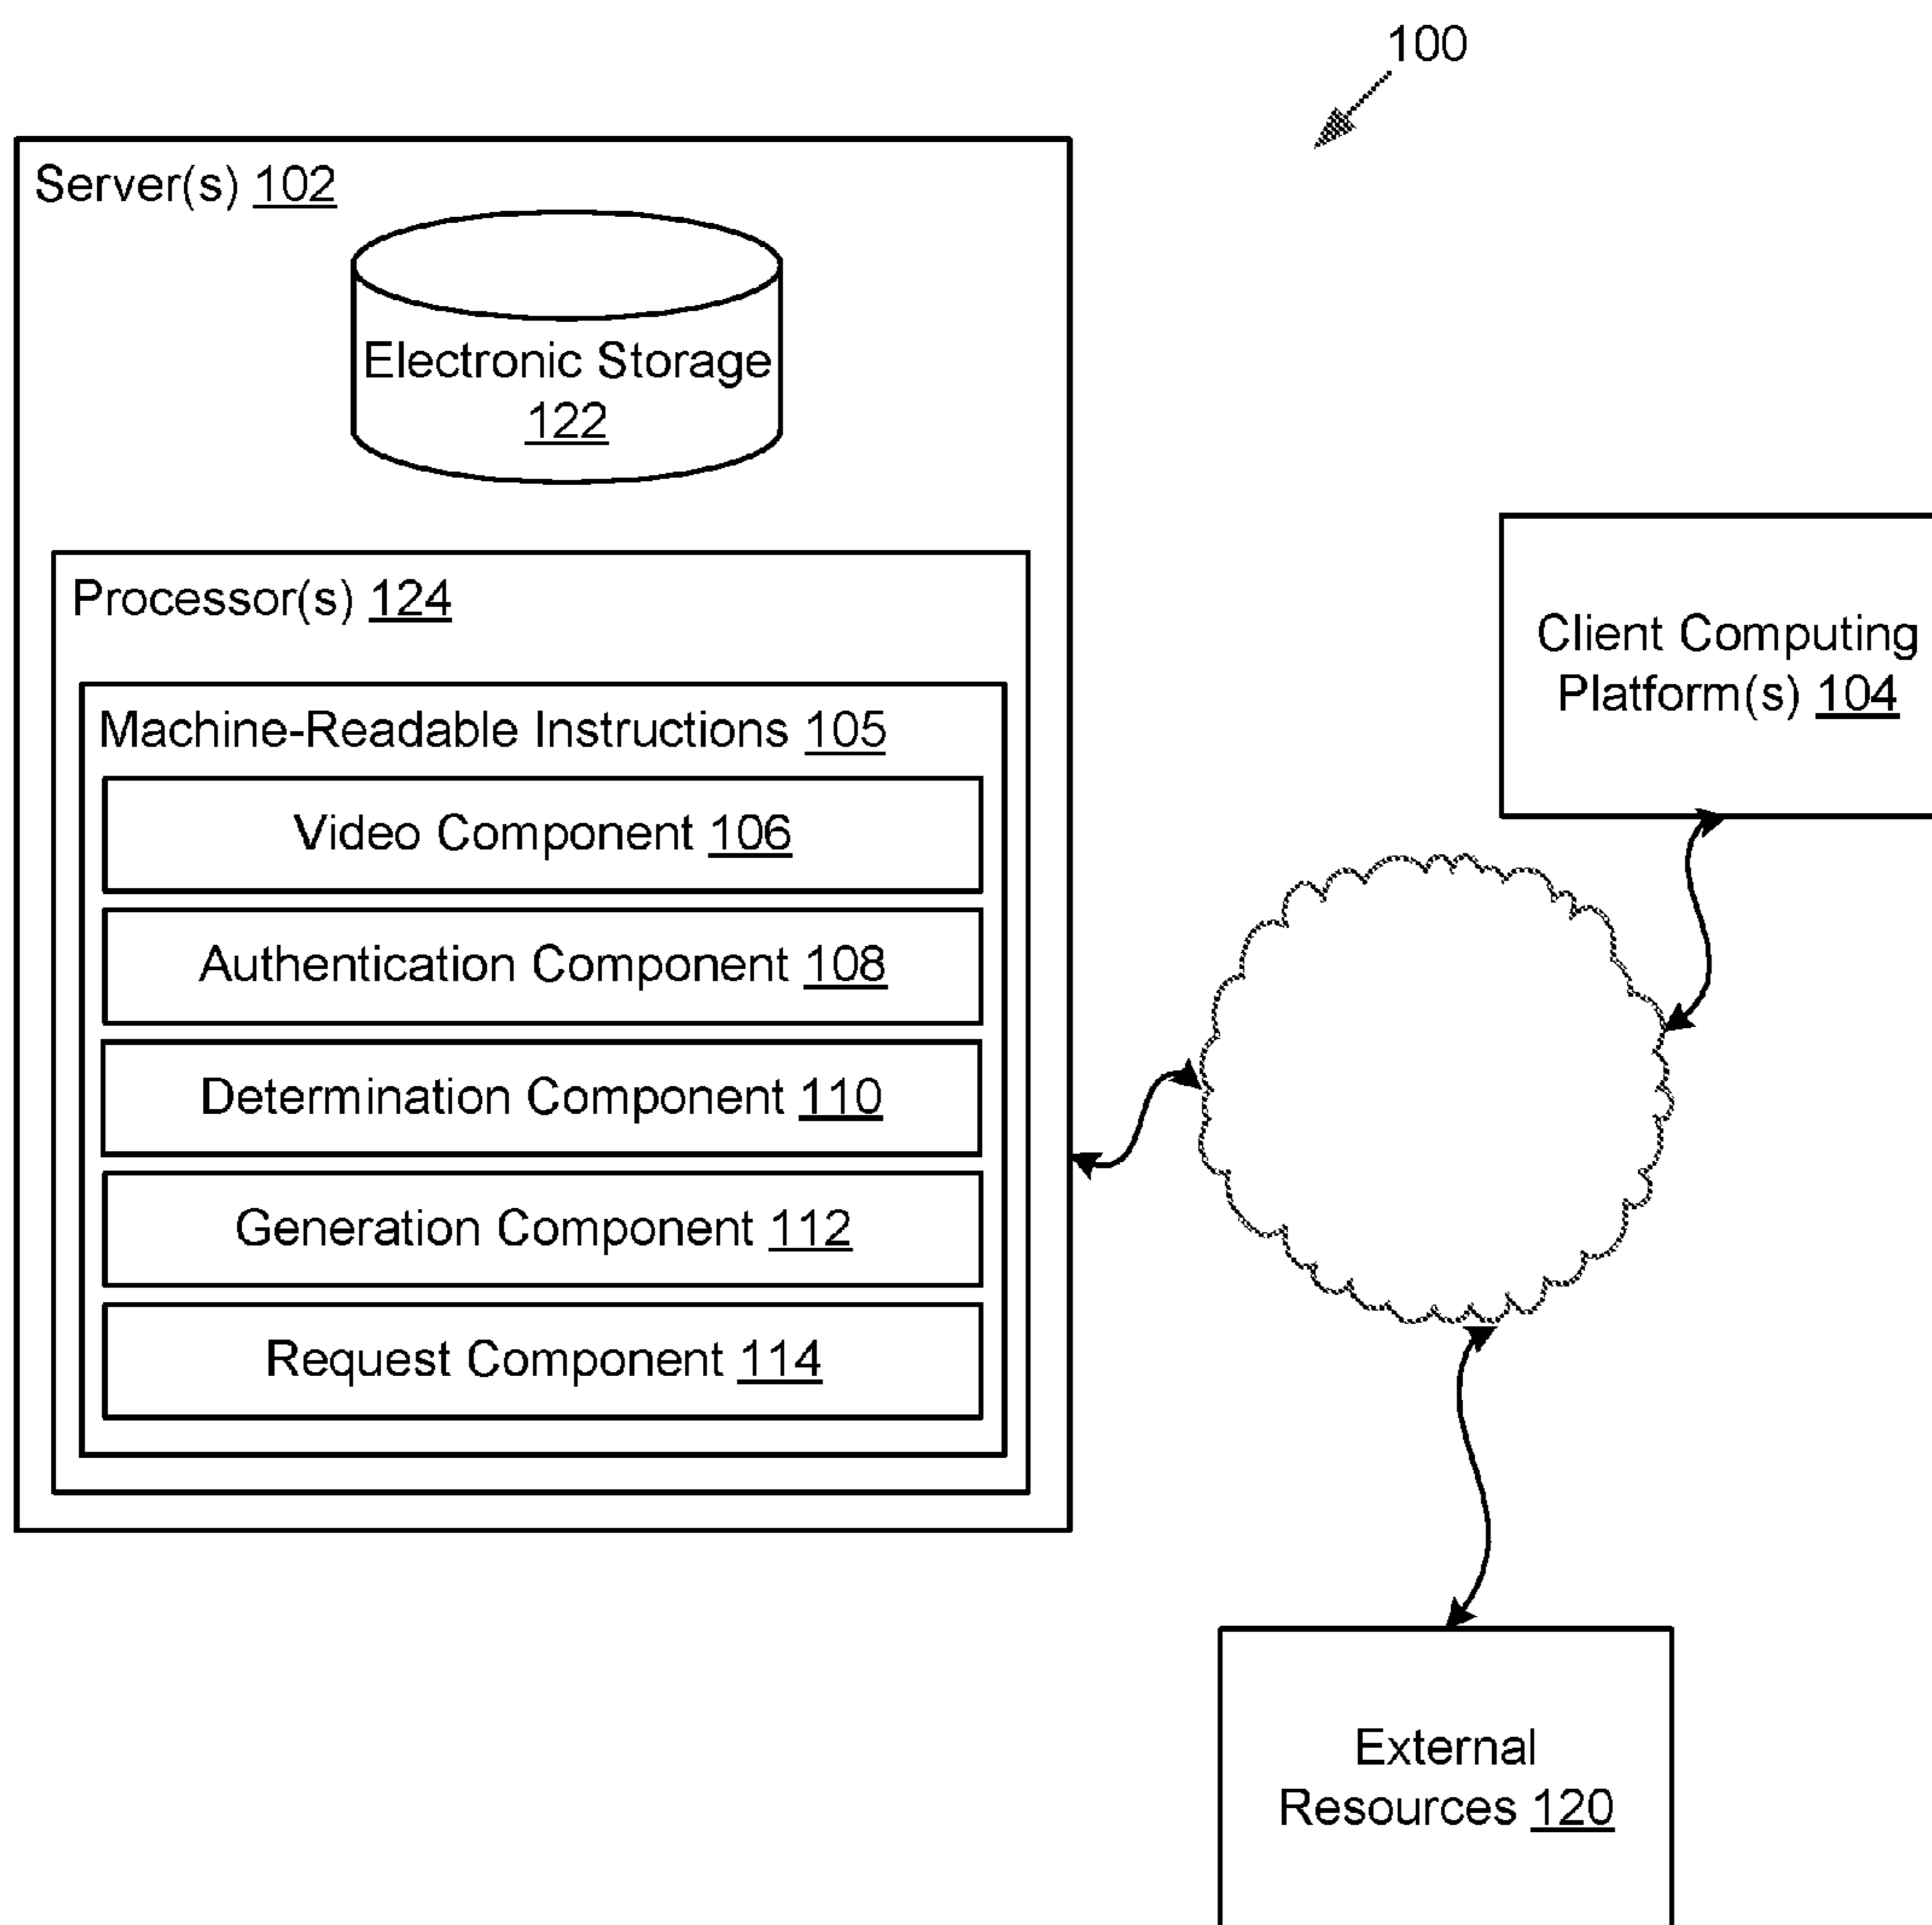 100
Server(s) 102
Electronic Storage
122
Processor(s) 124
Machine-Readable Instructions 105
Video Component 106
Authentication Component 108
Determination Component 110
Generation Component 112
Request Component 114
Client Computing
Platform(s) 104
External
Resources 120